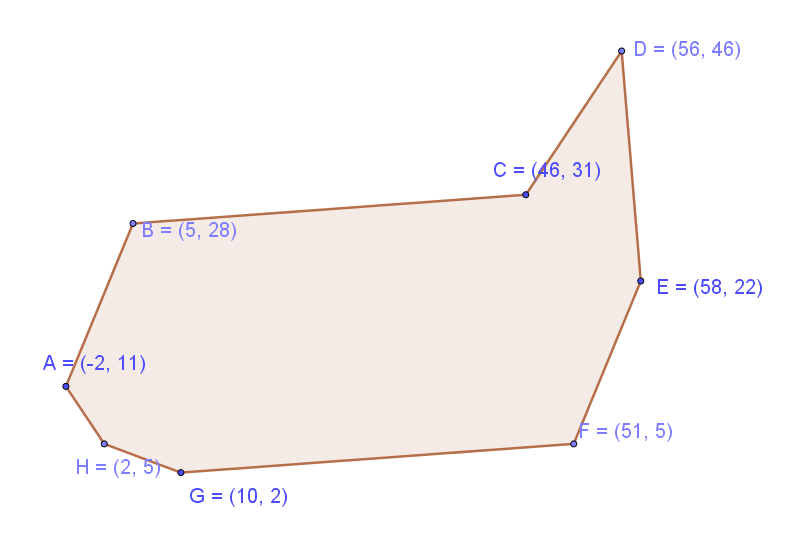 D = (56, 46)
C = (46, 31)
B = (5, 28)
E = (58, 22)
A = (-2, 11)
F = (51, 5)
H = (2, 5)
G = (10, 2)